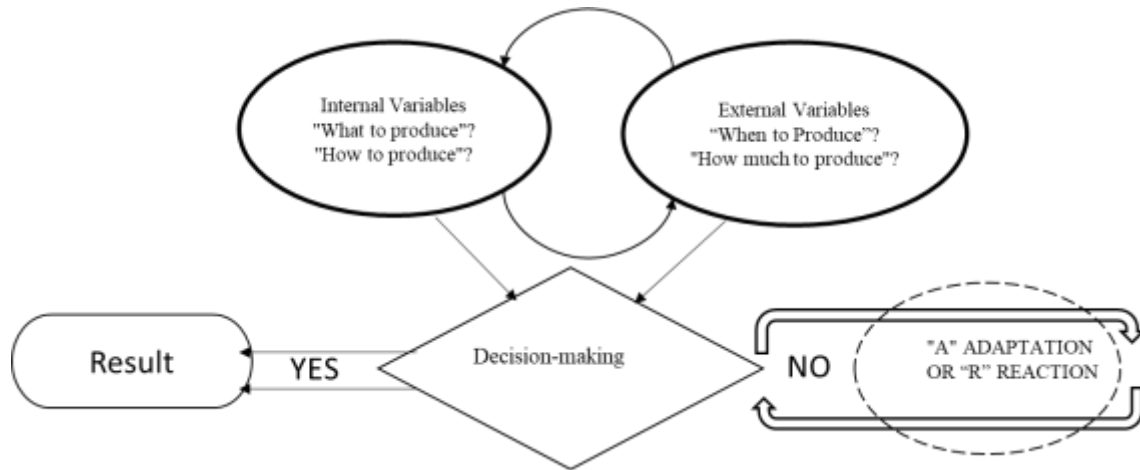 Internal Variables
"What to produce"?
"How to produce"?
External Variables
“When to Produce”?
"How much to produce"?
Decision-making
Result
YES
NO
"A" ADAPTATION
OR “R” REACTION